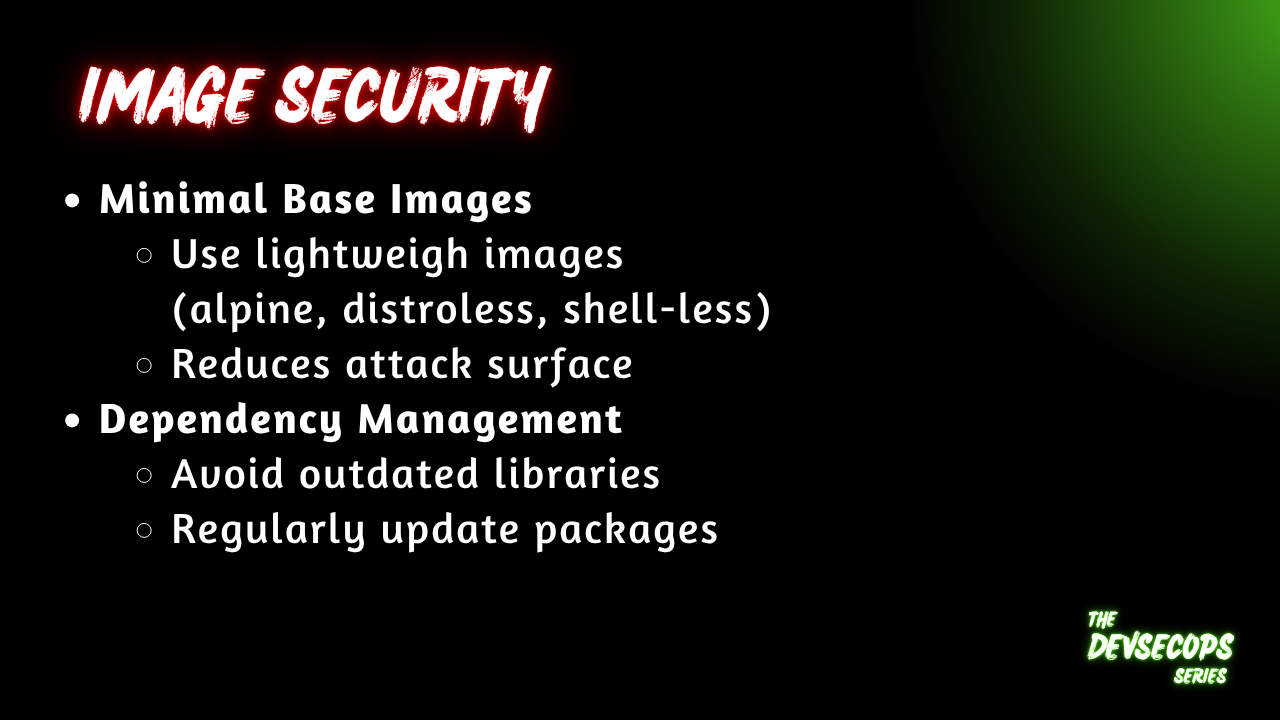 IMAGE SECURITY
• Minimal Base Images
○ Use lightweigh images
(alpine, distroless, shell-less)
○ Reduces attack surface
• Dependency Management
○ Avoid outdated libraries
○ Regularly update packages
THE
DEVSECOPS
SERIES